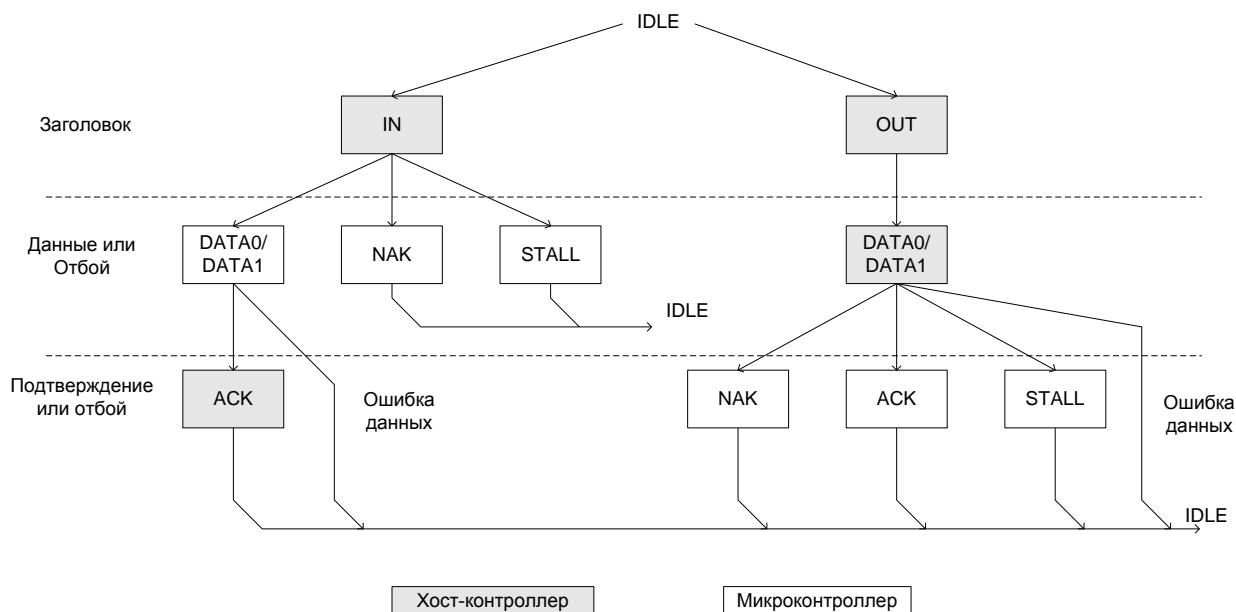 IDLE
Заголовок
IN
OUT
Данные или
Отбой
DATA0/
DATA1
NAK
STALL
DATA0/
DATA1
IDLE
Подтверждение
или отбой
ACK
Ошибка
данных
NAK
ACK
STALL
Ошибка
данных
IDLE
Хост-контроллер
Микроконтроллер